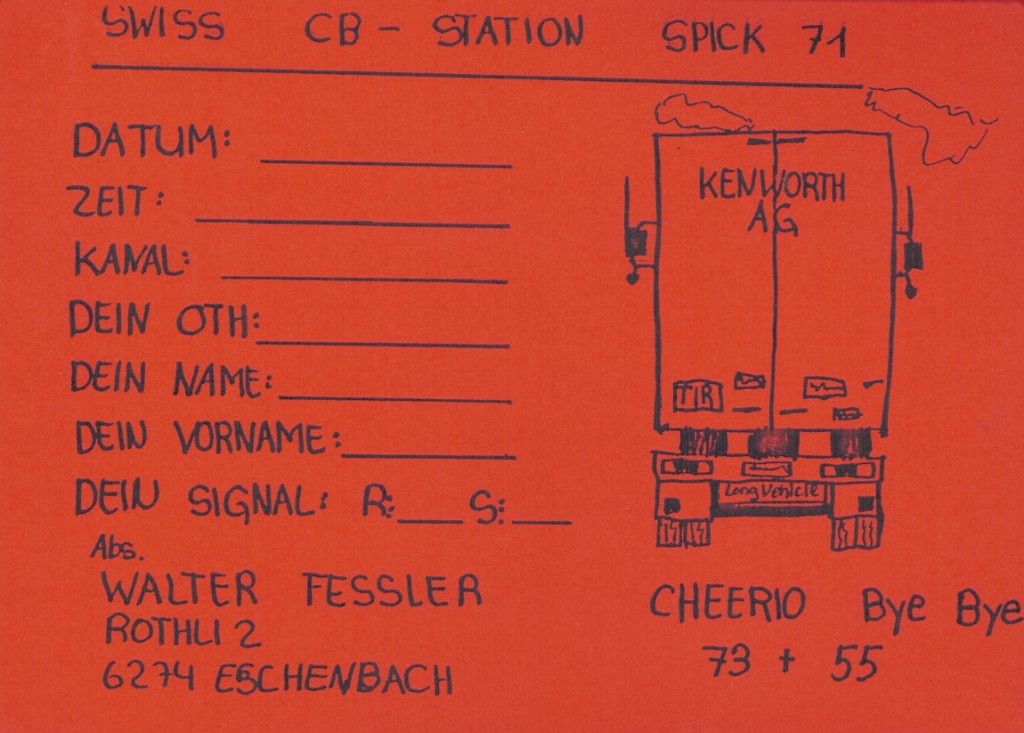 SWISS CB - STATION SPICK 71
DATUM:
ZEIT:
KANAL:
DEIN OTH:
DEIN NAME:
DEIN VORNAME:
DEIN SIGNAL: R: S:
Abs.
WALTER FESSLER
ROTHLI 2
6274 ESCHENBACH
KENWORTH
AG
TIR
Long Vehicle
CHEERIO Bye Bye
73 + 55